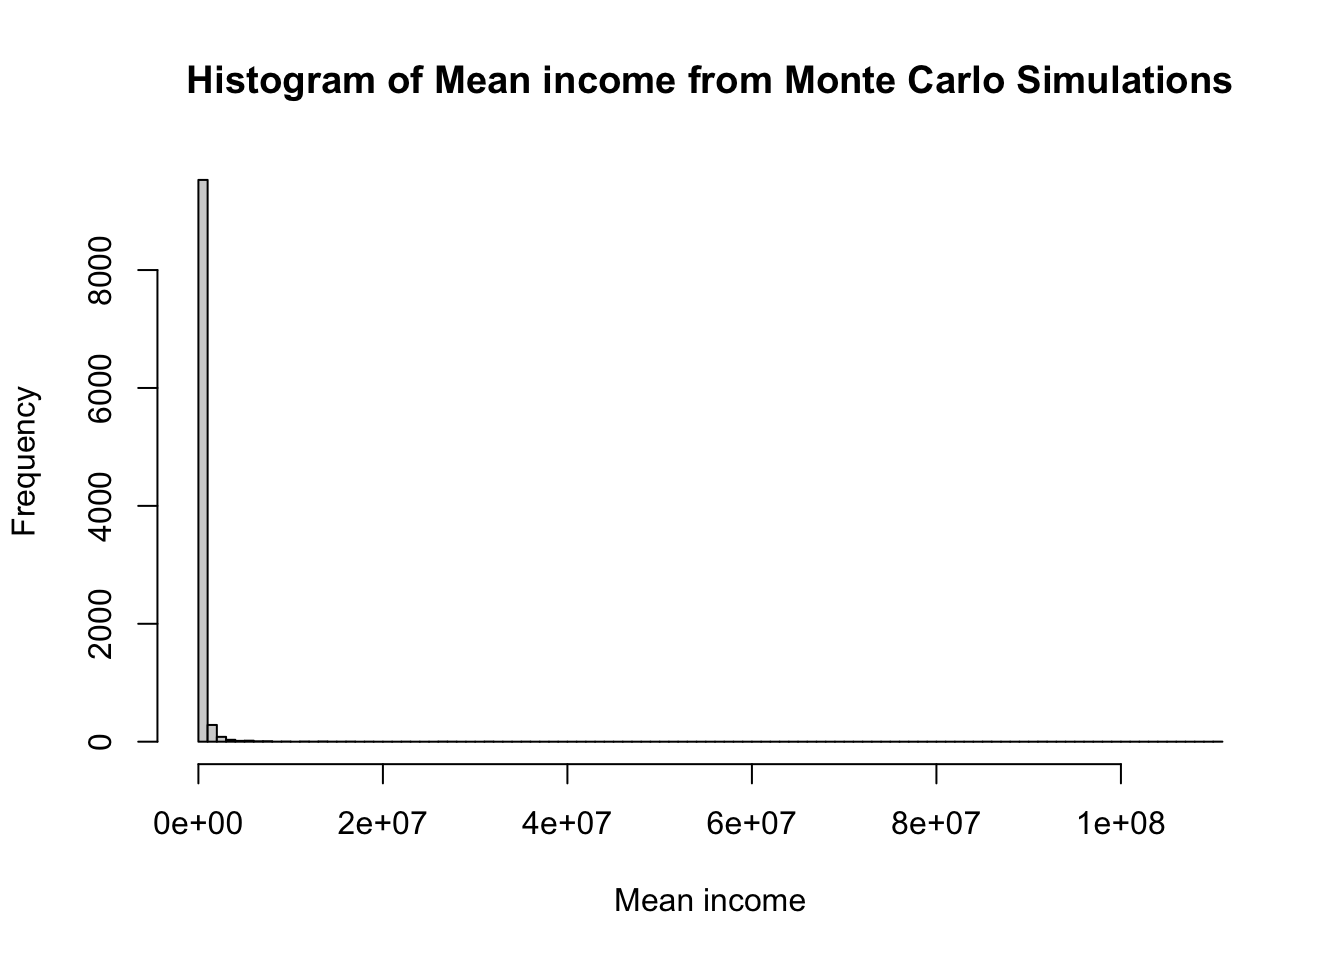 Histogram of Mean income from Monte Carlo Simulations
Frequency
8000
6000
4000
2000
0
0e+00 2e+07 4e+07 6e+07 8e+07 1e+08
Mean income